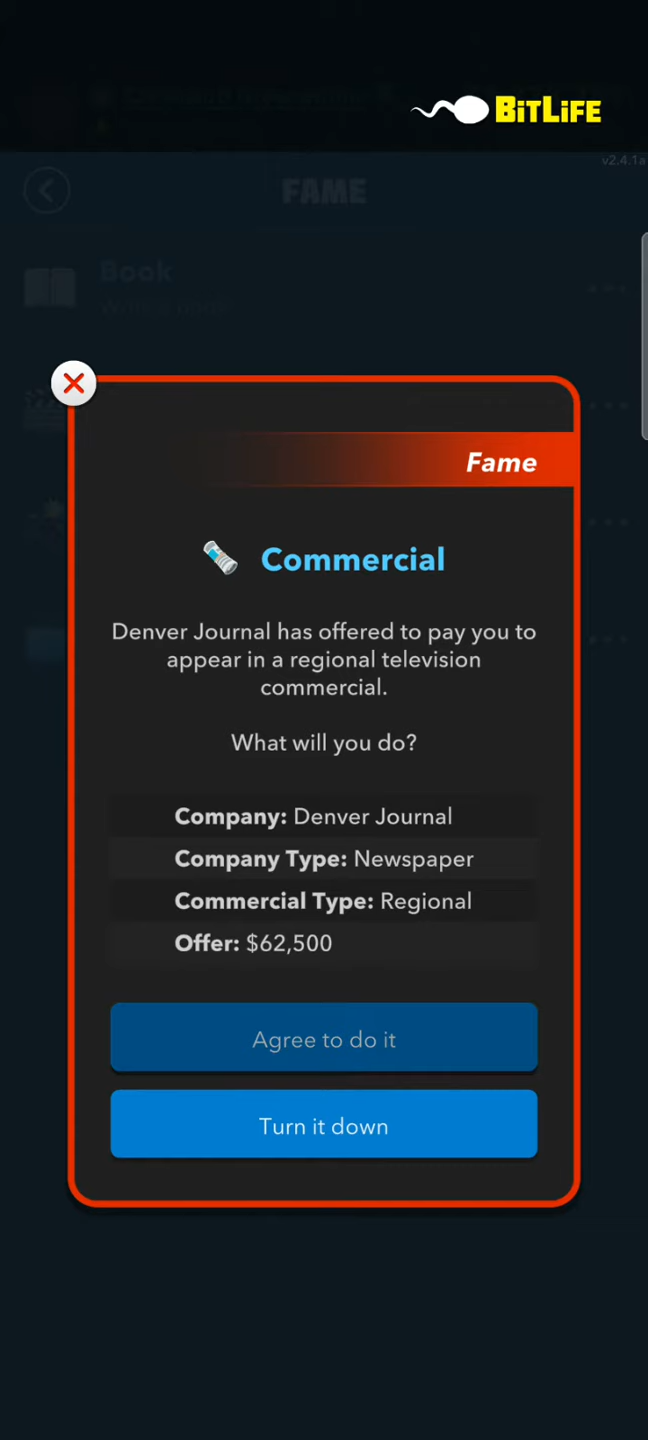 BitLiFE
v2.4.1a
FAME
Book
Fame
Commercial
Denver Journal has offered to pay you to
appear in a regional television
commercial.
What will you do?
Company: Denver Journal
Company Type: Newspaper
Commercial Type: Regional
Offer: $62,500
Agree to do it
Turn it down